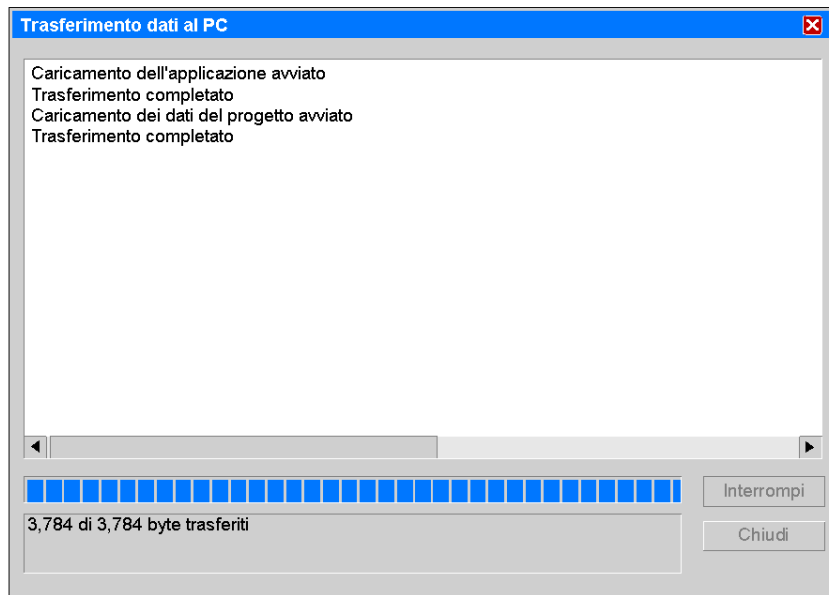 Trasferimento dati al PC
Caricamento dell'applicazione avviato
Trasferimento completato
Caricamento dei dati del progetto avviato
Trasferimento completato
Interrompi
3,784 di 3,784 byte trasferiti
Chiudi